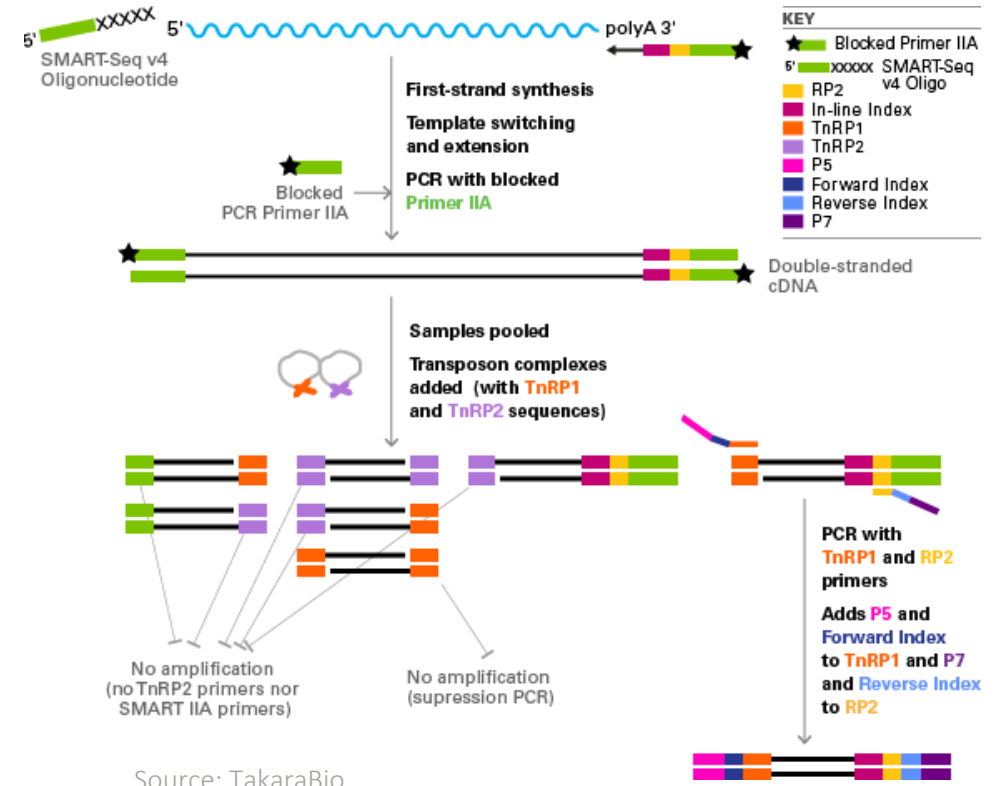 5' XXXXX
SMART-Seq v4
Oligonucleotide
5' polyA 3'
First-strand synthesis
Template switching
and extension
PCR with blocked
Primer IIA
Blocked
PCR Primer IIA
Double-stranded
cDNA
Samples pooled
Transposon complexes
added (with TnRP1
and TnRP2 sequences)
No amplification
(no TnRP2 primers nor
SMART IIA primers)
No amplification
(supression PCR)
PCR with
TnRP1 and RP2
primers
Adds P5 and
Forward Index
to TnRP1 and P7
and Reverse Index
to RP2
KEY
Blocked Primer IIA
5' XXXXX SMART-Seq
v4 Oligo
RP2
In-line Index
TnRP1
TnRP2
P5
Forward Index
Reverse Index
P7
Source: TakaraBio